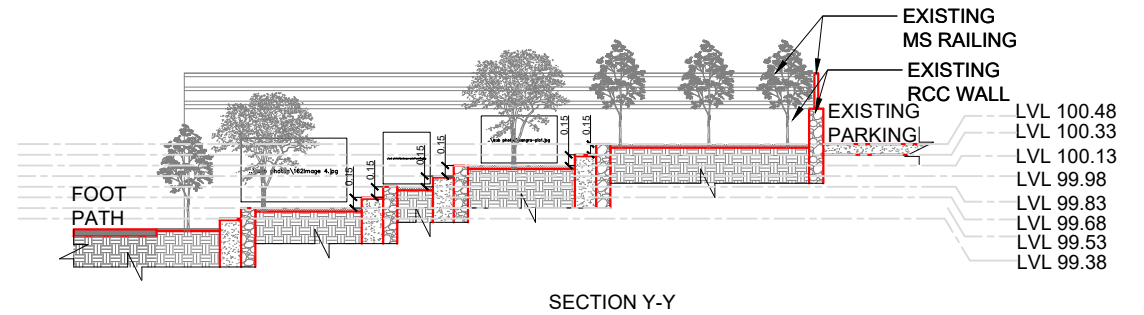 EXISTING
MS RAILING
EXISTING
RCC WALL
EXISTING
PARKING
LVL 100.48
LVL 100.33
LVL 100.13
LVL 99.98
LVL 99.83
LVL 99.68
LVL 99.53
LVL 99.38
0.15
0.15
0.15
0.15
0.15
0.15
FOOT
PATH
SECTION Y-Y